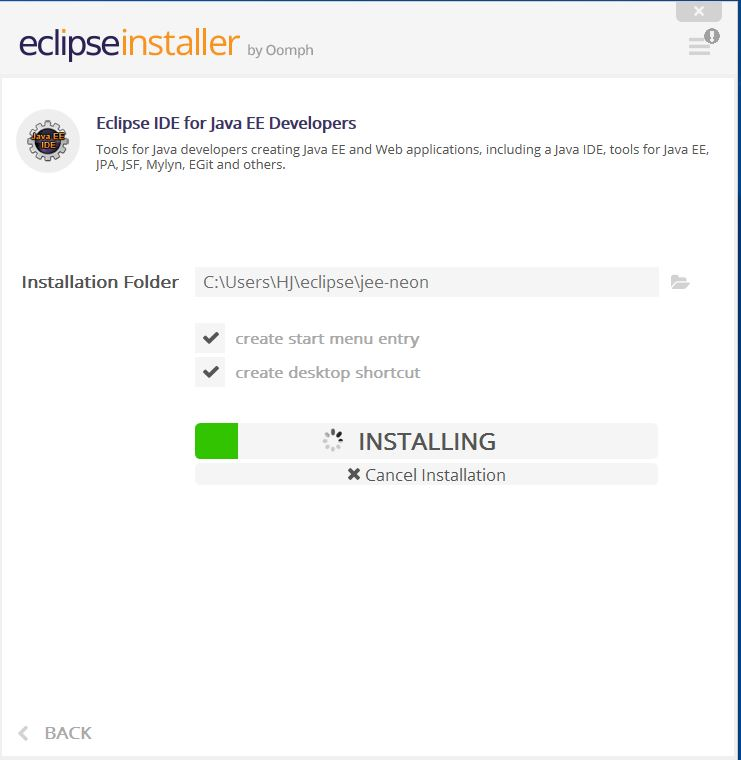 eclipseinstaller by Oomph
Java EE
IDE
Eclipse IDE for Java EE Developers
Tools for Java developers creating Java EE and Web applications, including a Java IDE, tools for Java EE,
JPA, JSF, Mylyn, EGit and others.
Installation Folder C:\Users\HJ\eclipse\jee-neon
create start menu entry
create desktop shortcut
INSTALLING
Cancel Installation
BACK